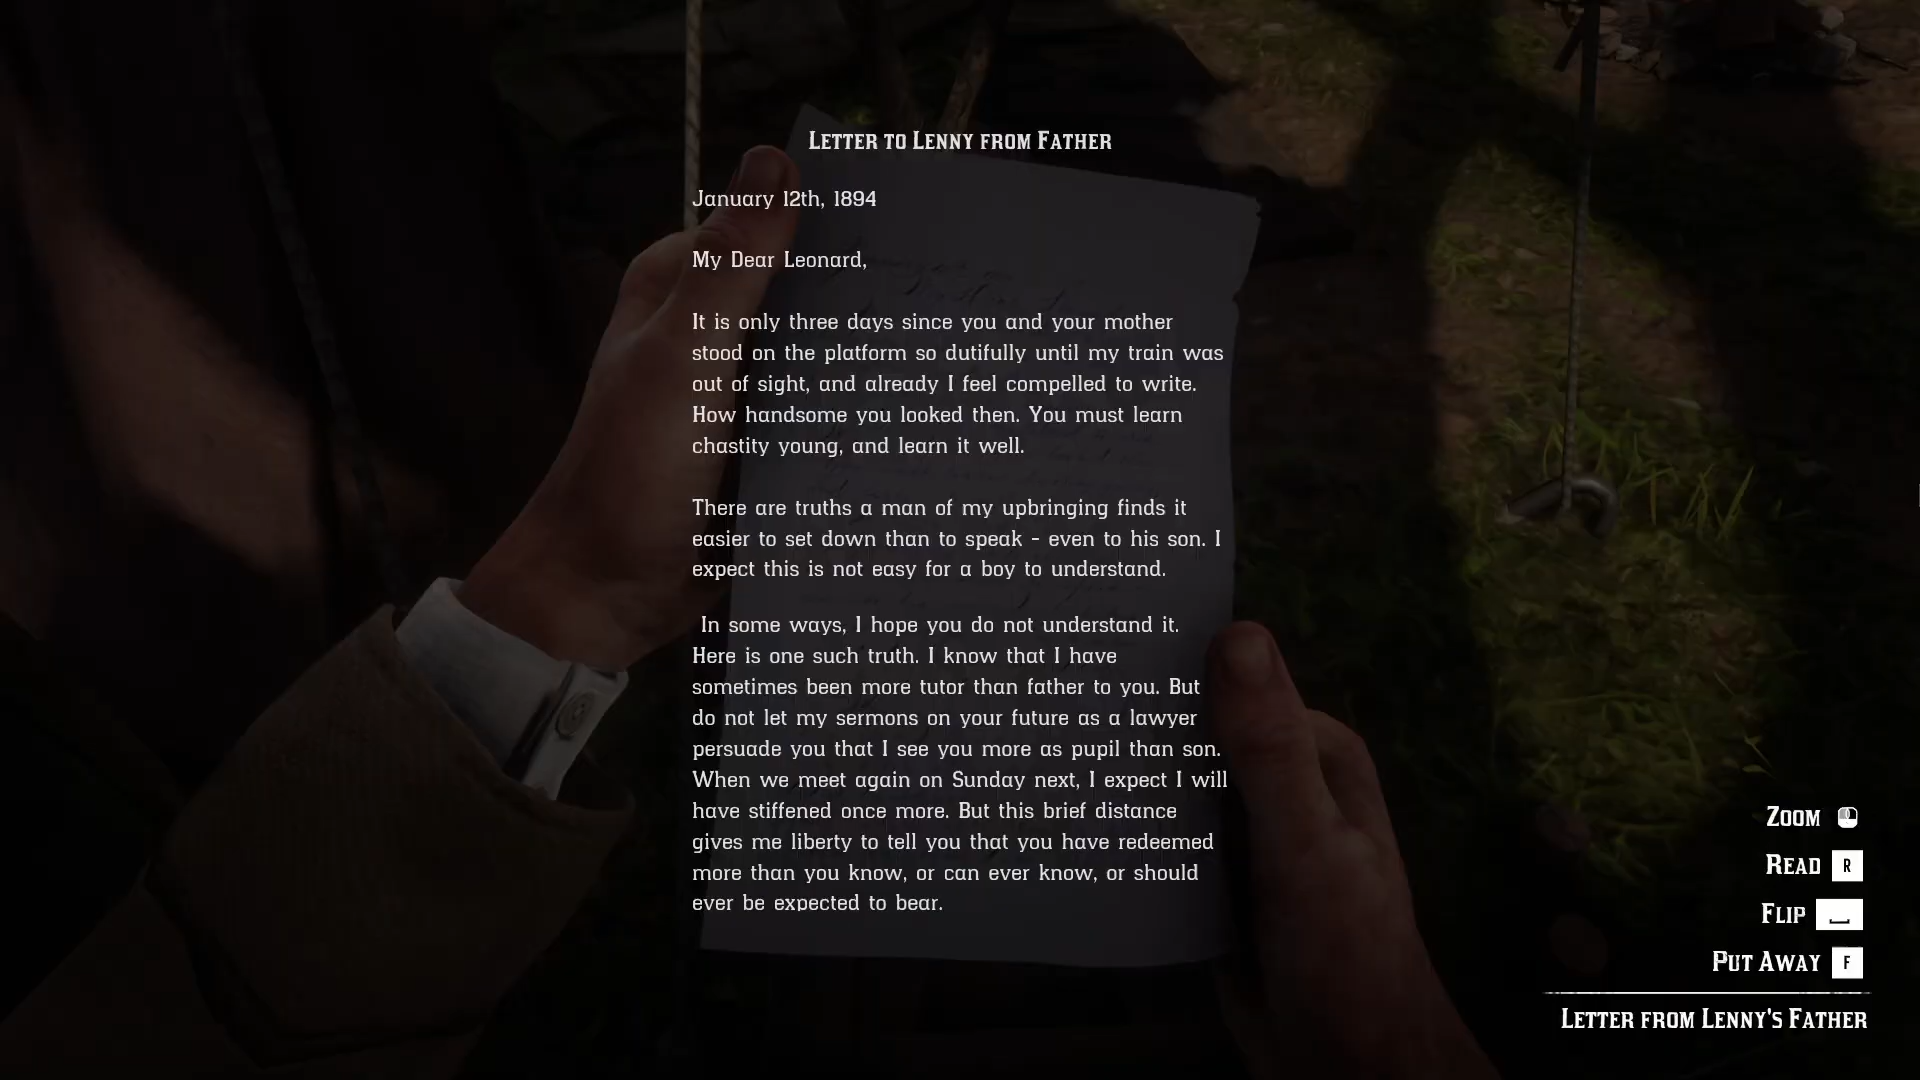 Letter to Lenny from Father
January 12th, 1894
My Dear Leonard,
It is only three days since you and your mother
stood on the platform so dutifully until my train was
out of sight, and already I feel compelled to write.
How handsome you looked then. You must learn
chastity young, and learn it well.
There are truths a man of my upbringing finds it
easier to set down than to speak - even to his son. I
expect this is not easy for a boy to understand.
In some ways, I hope you do not understand it.
Here is one such truth. I know that I have
sometimes been more tutor than father to you. But
do not let my sermons on your future as a lawyer
persuade you that I see you more as pupil than son.
When we meet again on Sunday next, I expect I will
have stiffened once more. But this brief distance
gives me liberty to tell you that you have redeemed
more than you know, or can ever know, or should
ever be expected to bear.
Zoom
Read R
Flip
Put Away F
Letter from Lenny's Father